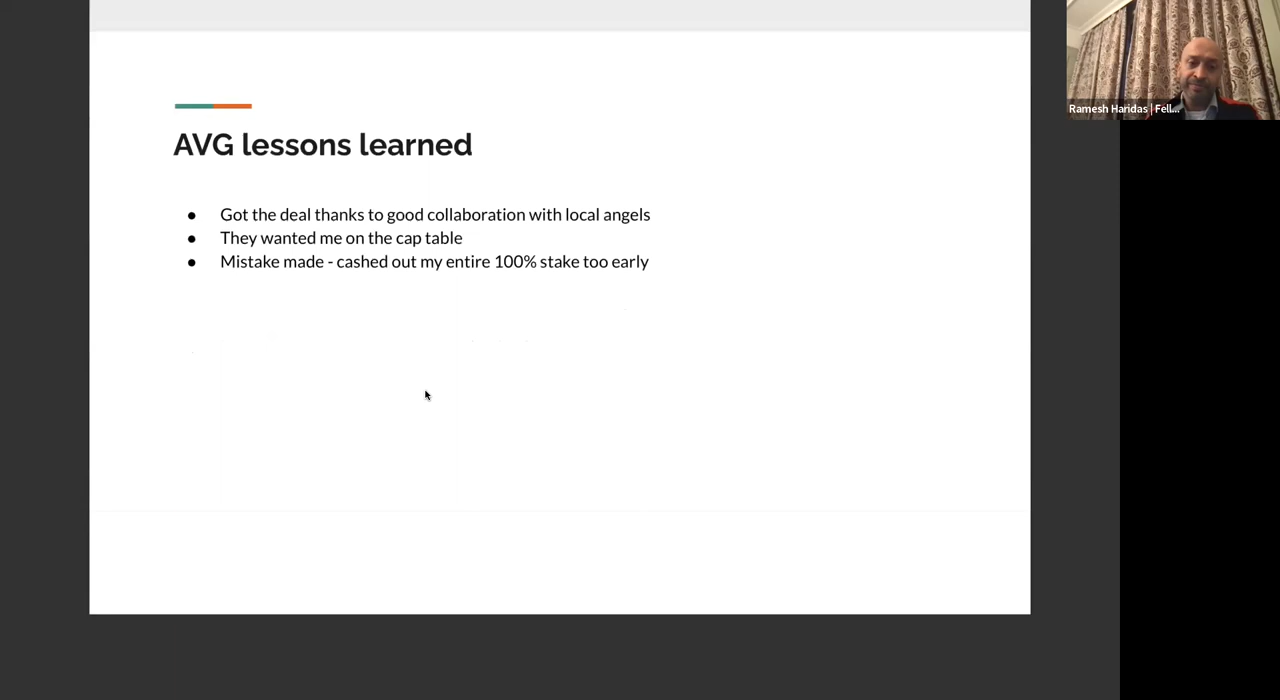 AVG lessons learned
● Got the deal thanks to good collaboration with local angels
● They wanted me on the cap table
● Mistake made - cashed out my entire 100% stake too early
Ramesh Haridas | Fell...